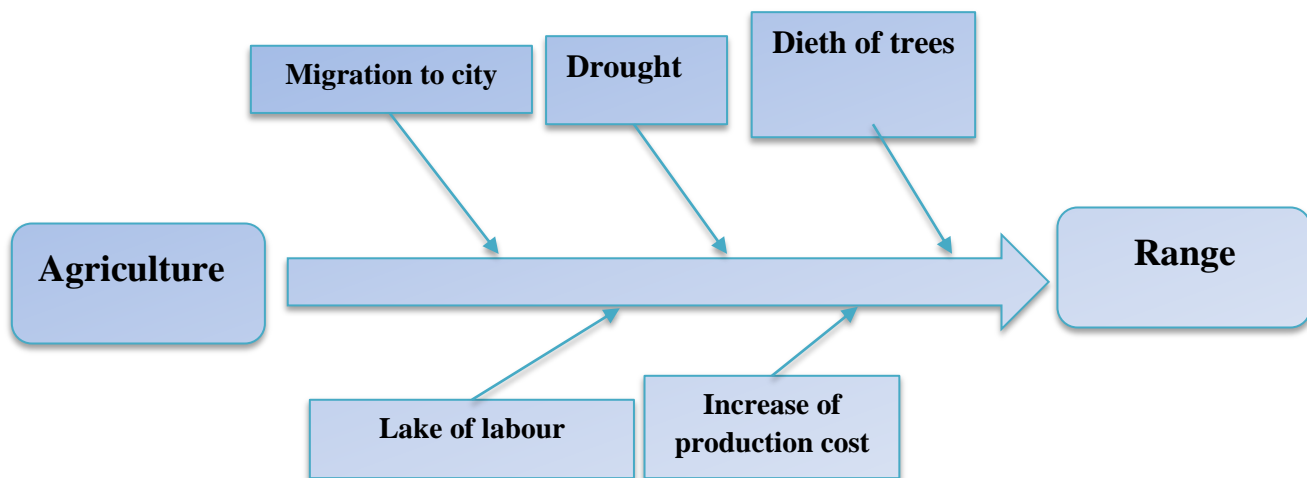 Migration to city
Drought
Dieth of trees
Agriculture
Range
Lake of labour
Increase of
production cost